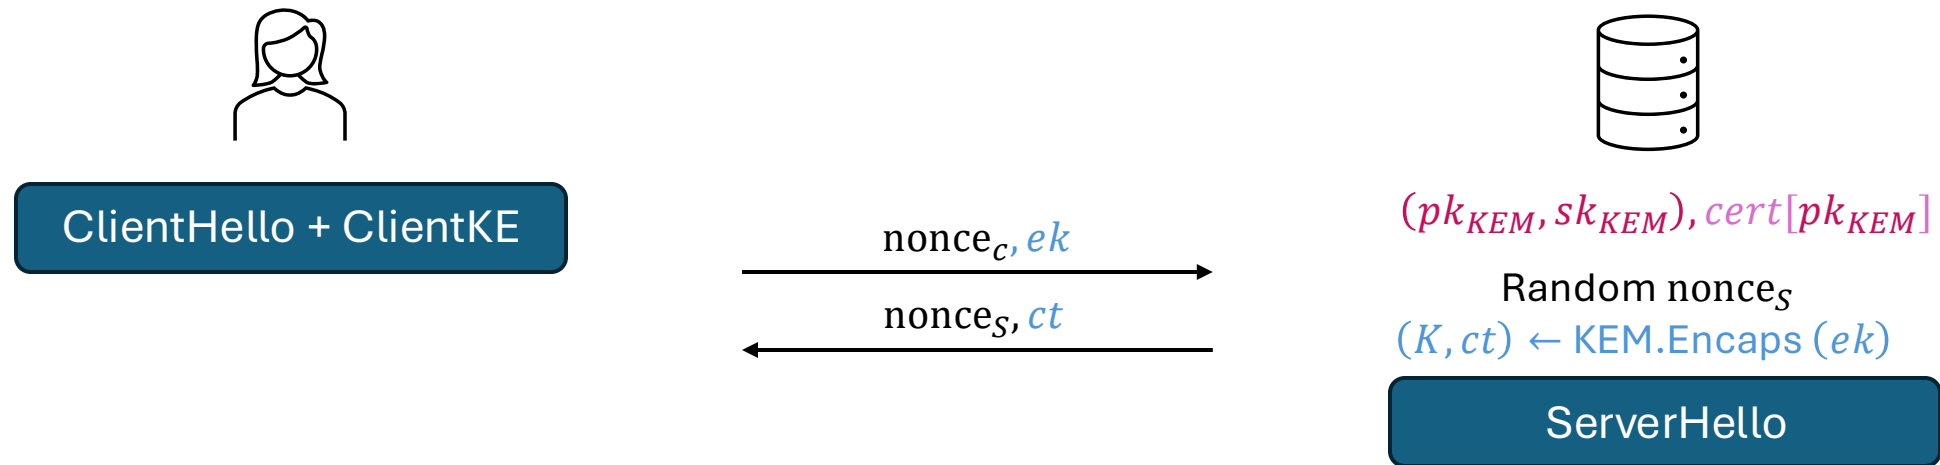 ClientHello + ClientKE
nonce_c, ek
nonce_S, ct
(pk_KEM, sk_KEM), cert[pk_KEM]
Random nonce_S
(K, ct) ← KEM.Encaps (ek)
ServerHello